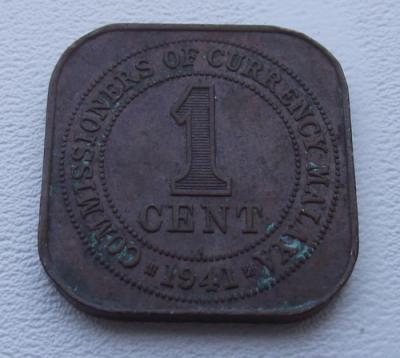 COMMISSIONERS OF CURRENCY MALAYA
1
CENT
1941